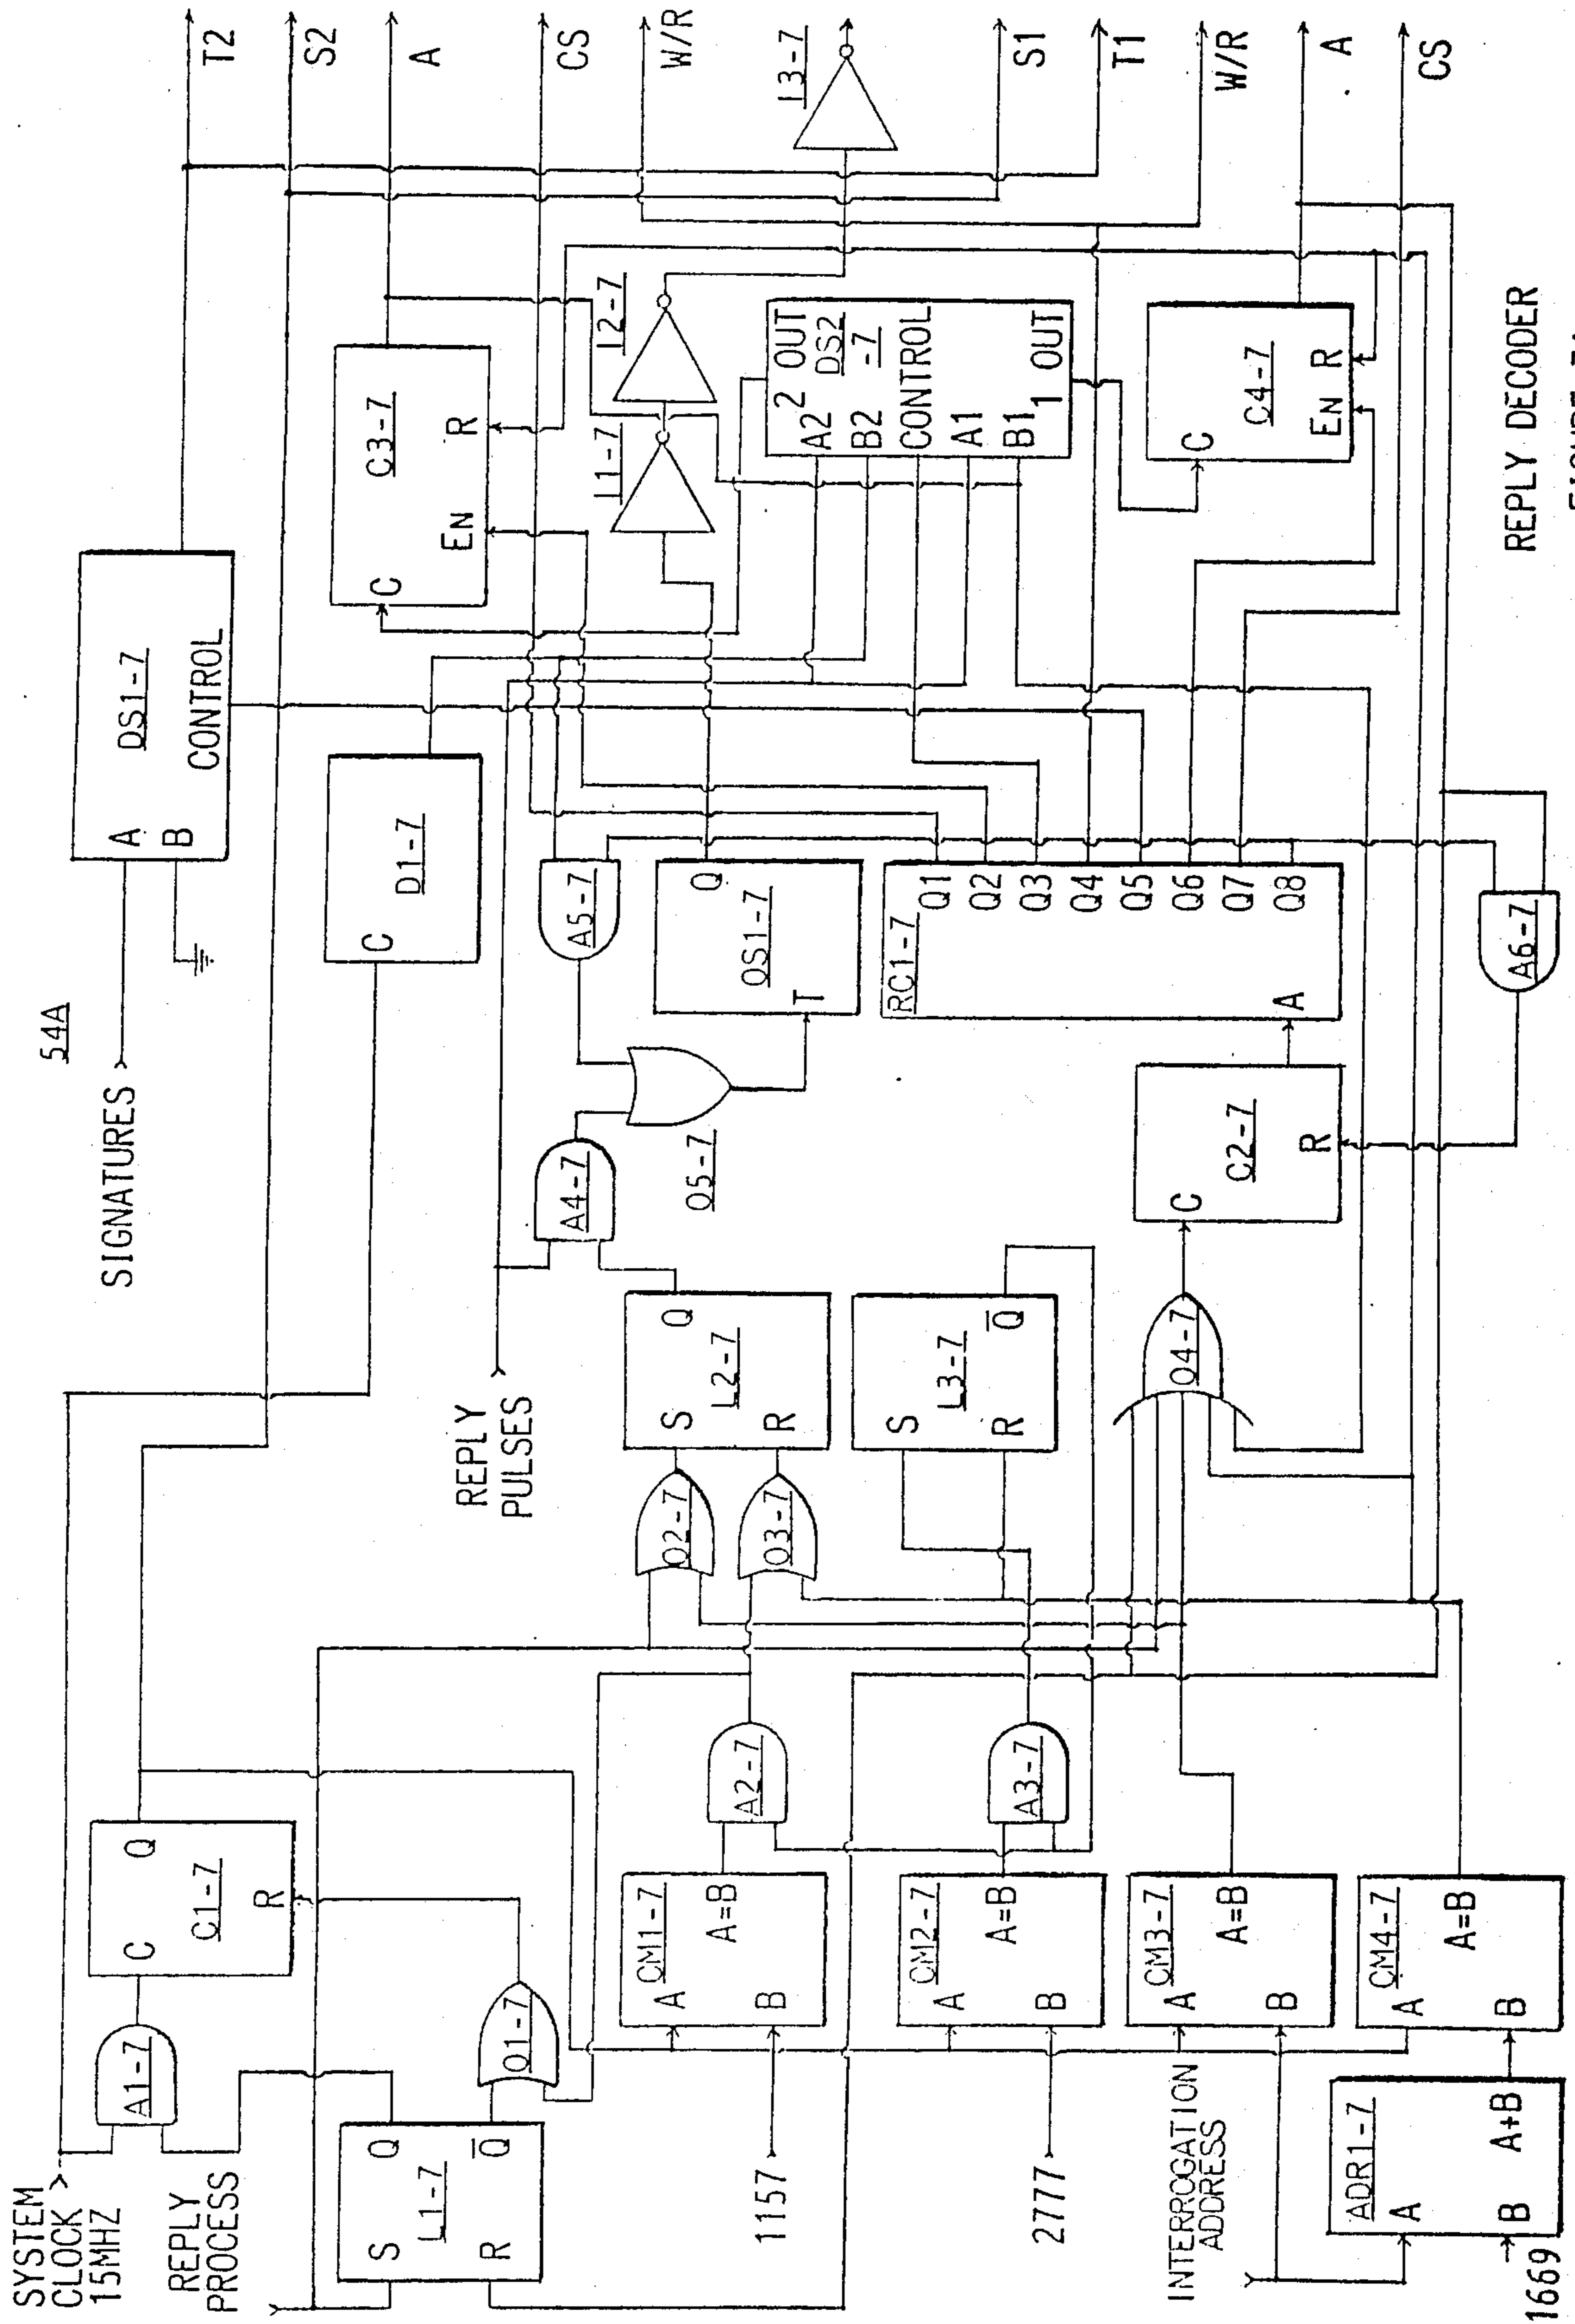 54A
SYSTEM
CLOCK
15MHZ
REPLY
PROCESS
SIGNATURES
REPLY
PULSES
A1-7
C
Q
C1-7
R
S
Q
L1-7
R
Q̅
O1-7
A
DS1-7
B
CONTROL
C
D1-7
C
C3-7
EN
R
T2
S2
A
CS
W/R
I1-7
I2-7
I3-7
S1
T1
W/R
A
CS
1157
A
CM1-7
B
A=B
A2-7
O2-7
O3-7
S
Q
L2-7
R
A4-7
O5-7
A5-7
Q
OS1-7
T
2777
CM2-7
A
A=B
B
A3-7
S
L3-7
R
Q̅
RC1-7
A
Q1
Q2
Q3
Q4
Q5
Q6
Q7
Q8
2 OUT
A2
DS2
-7
B2
CONTROL
A1
B1
1 OUT
INTERROGATION
ADDRESS
CM3-7
A
A=B
B
O4-7
C
C2-7
R
C
C4-7
EN R
ADR1-7
A
B
A+B
1669
CM4-7
A
A=B
B
A6-7
REPLY DECODER